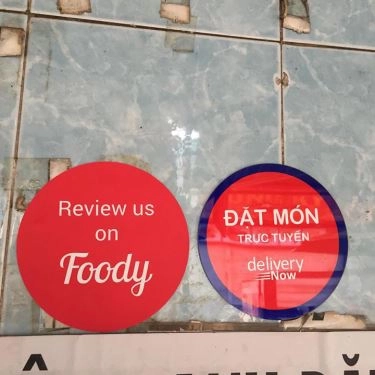 Review us
on
Foody
ĐẶT MÓN
TRỰC TUYẾN
delivery
Now